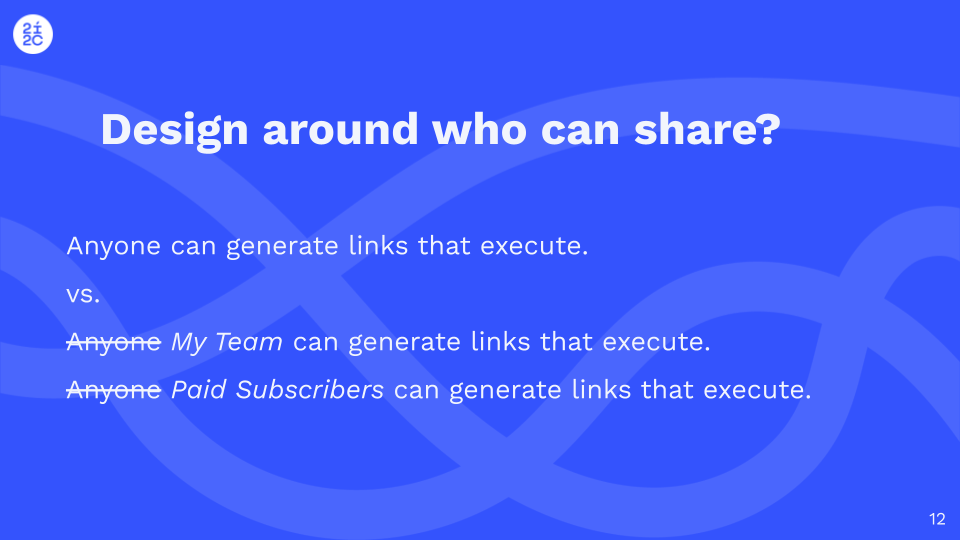 2i
2C
Design around who can share?
Anyone can generate links that execute.
vs.
Anyone My Team can generate links that execute.
Anyone Paid Subscribers can generate links that execute.
12